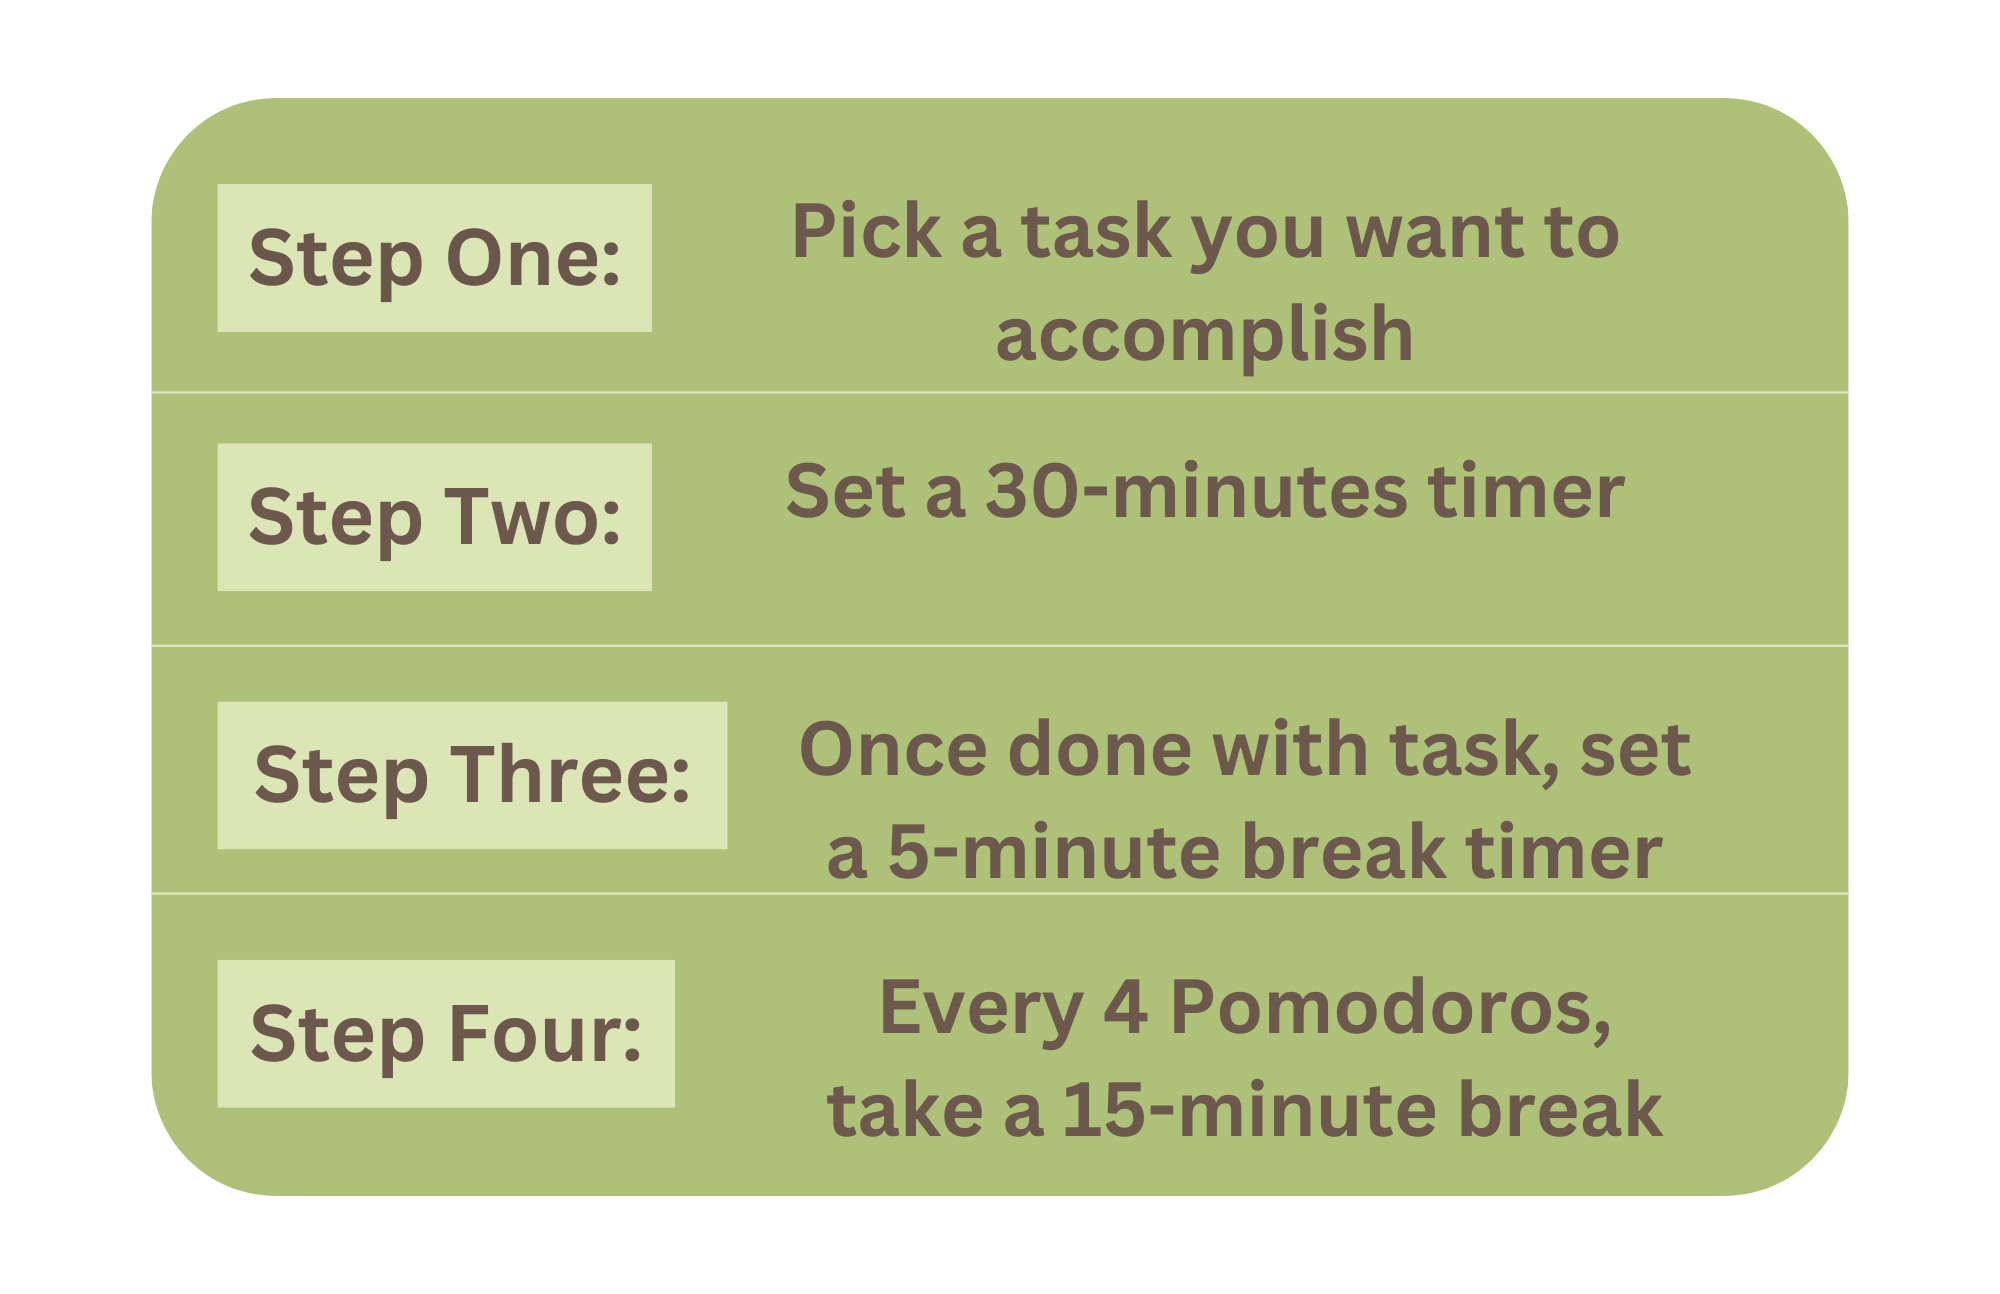 Step One:
Pick a task you want to
accomplish
Step Two:
Set a 30-minutes timer
Step Three:
Once done with task, set
a 5-minute break timer
Step Four:
Every 4 Pomodoros,
take a 15-minute break